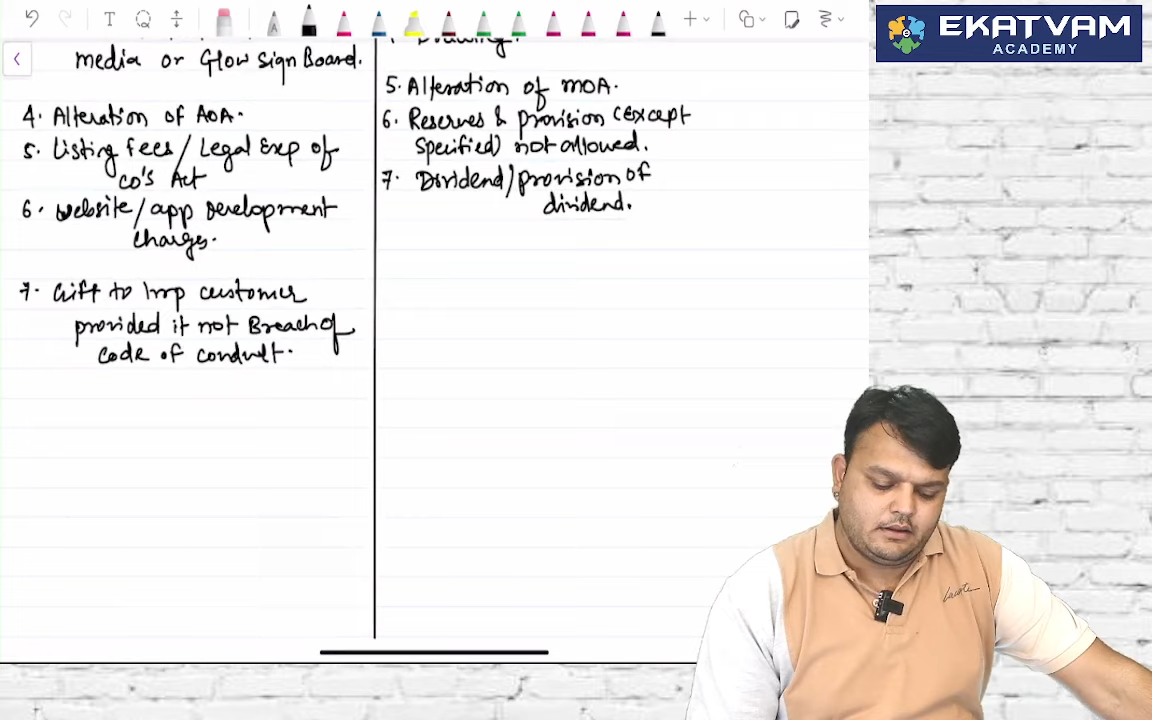 media or Glow Sign Board.
4. Alteration of AOA.
5. Listing Fees / Legal Exp of
co's Act
6. Website / app Development
charges.
7. Gift to Imp customer
provided it not Breach of
code of conduct.
Drawing.
5. Alteration of MOA.
6. Reserves & provision (Except
Specified) not allowed.
7. Dividend/provision of
dividend.
EKATVAM
ACADEMY
Lacoste